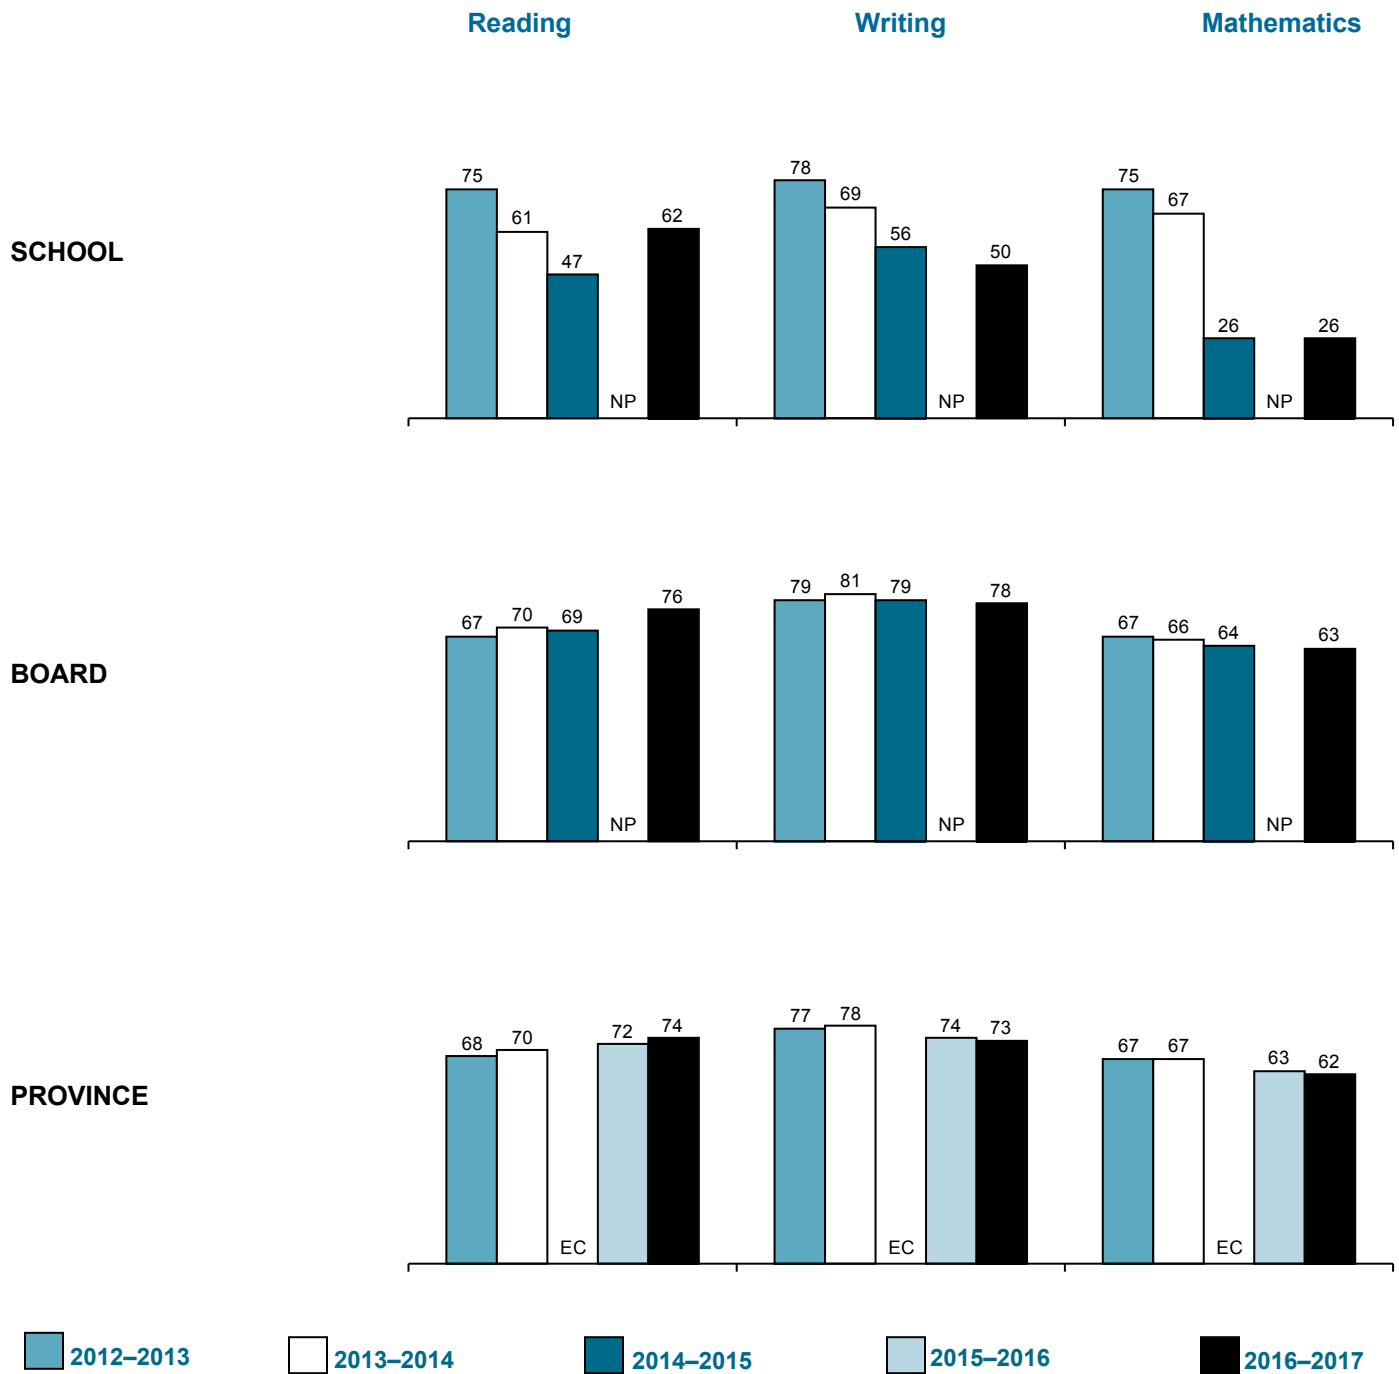 Reading Writing Mathematics
SCHOOL
75 61 47 NP 62
78 69 56 NP 50
75 67 26 NP 26
BOARD
67 70 69 NP 76
79 81 79 NP 78
67 66 64 NP 63
PROVINCE
68 70 EC 72 74
77 78 EC 74 73
67 67 EC 63 62
2012–2013 2013–2014 2014–2015 2015–2016 2016–2017